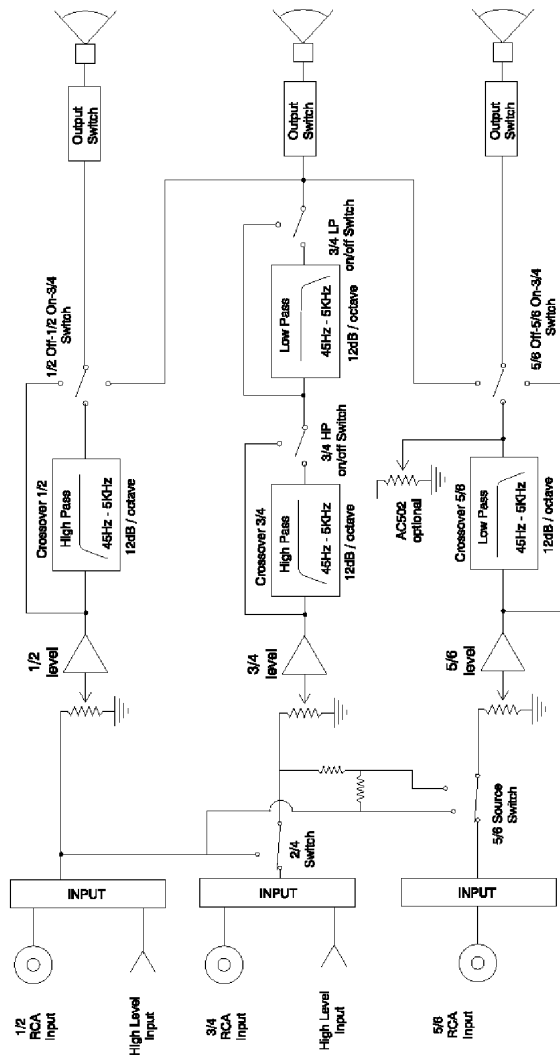 1/2
RCA
Input
High Level Input
INPUT
1/2
level
Crossover 1/2
High Pass
45Hz - 5KHz
12dB / octave
1/2 Off-1/2 On-3/4
Switch
Output
Switch
3/4
RCA
Input
High Level Input
INPUT
2/4
Switch
3/4
level
Crossover 3/4
High Pass
45Hz - 5KHz
12dB / octave
3/4 HP
on/off Switch
Low Pass
45Hz - 5KHz
12dB / octave
3/4 LP
on/off Switch
Output
Switch
5/6
RCA
Input
INPUT
5/6 Source
Switch
5/6
level
AC502
optional
Crossover 5/6
Low Pass
45Hz - 5KHz
12dB / octave
5/6 Off-5/6 On-3/4
Switch
Output
Switch